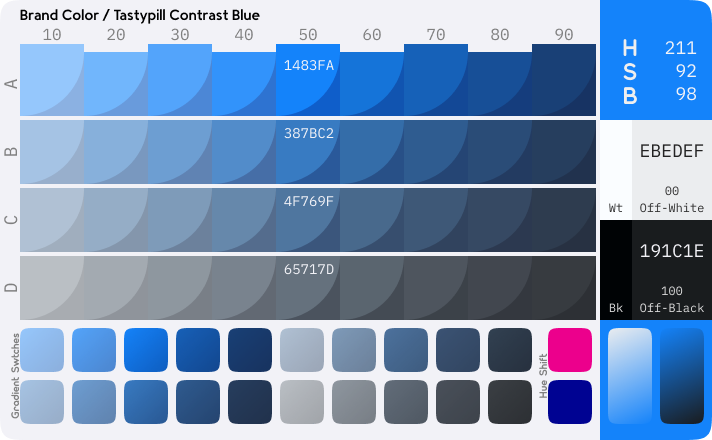 Brand Color / Tastypill Contrast Blue
10 20 30 40 50 60 70 80 90
A
1483FA
B
387BC2
C
4F769F
D
65717D
H 211
S 92
B 98
EBEDEF
00
Wt Off-White
191C1E
100
Bk Off-Black
Gradient Swtches
Hue Shift